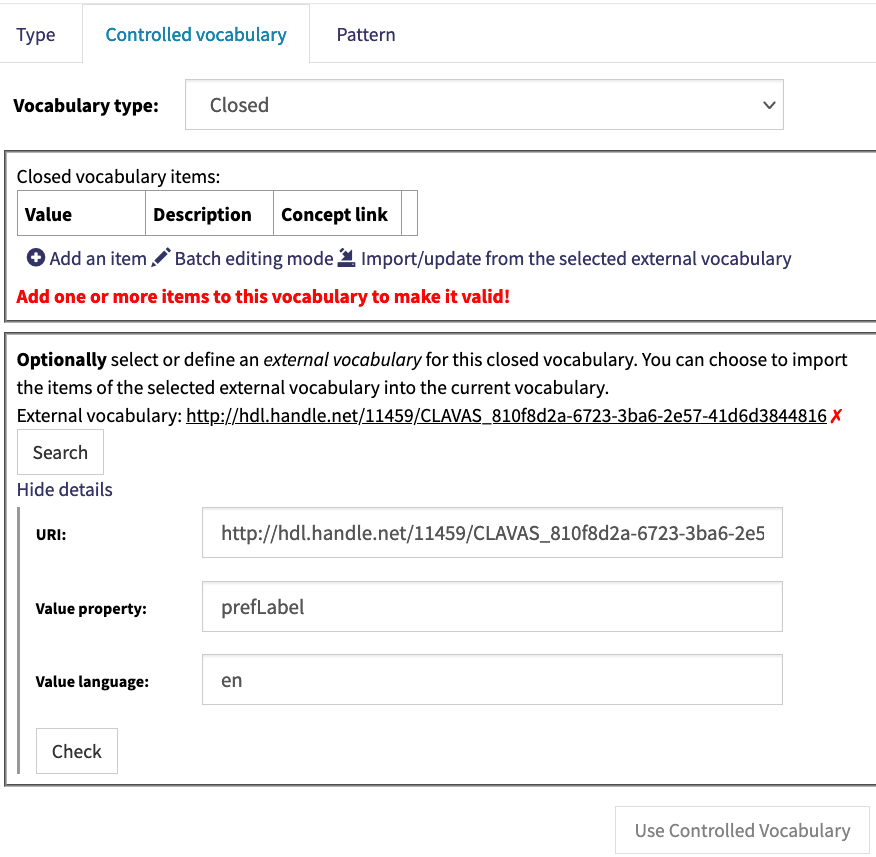 Type Controlled vocabulary Pattern
Vocabulary type: Closed
Closed vocabulary items:
Value Description Concept link
Add an item Batch editing mode Import/update from the selected external vocabulary
Add one or more items to this vocabulary to make it valid!
Optionally select or define an external vocabulary for this closed vocabulary. You can choose to import
the items of the selected external vocabulary into the current vocabulary.
External vocabulary: http://hdl.handle.net/11459/CLAVAS_810f8d2a-6723-3ba6-2e57-41d6d3844816 ✗
Search
Hide details
URI: http://hdl.handle.net/11459/CLAVAS_810f8d2a-6723-3ba6-2e5
Value property: prefLabel
Value language: en
Check
Use Controlled Vocabulary